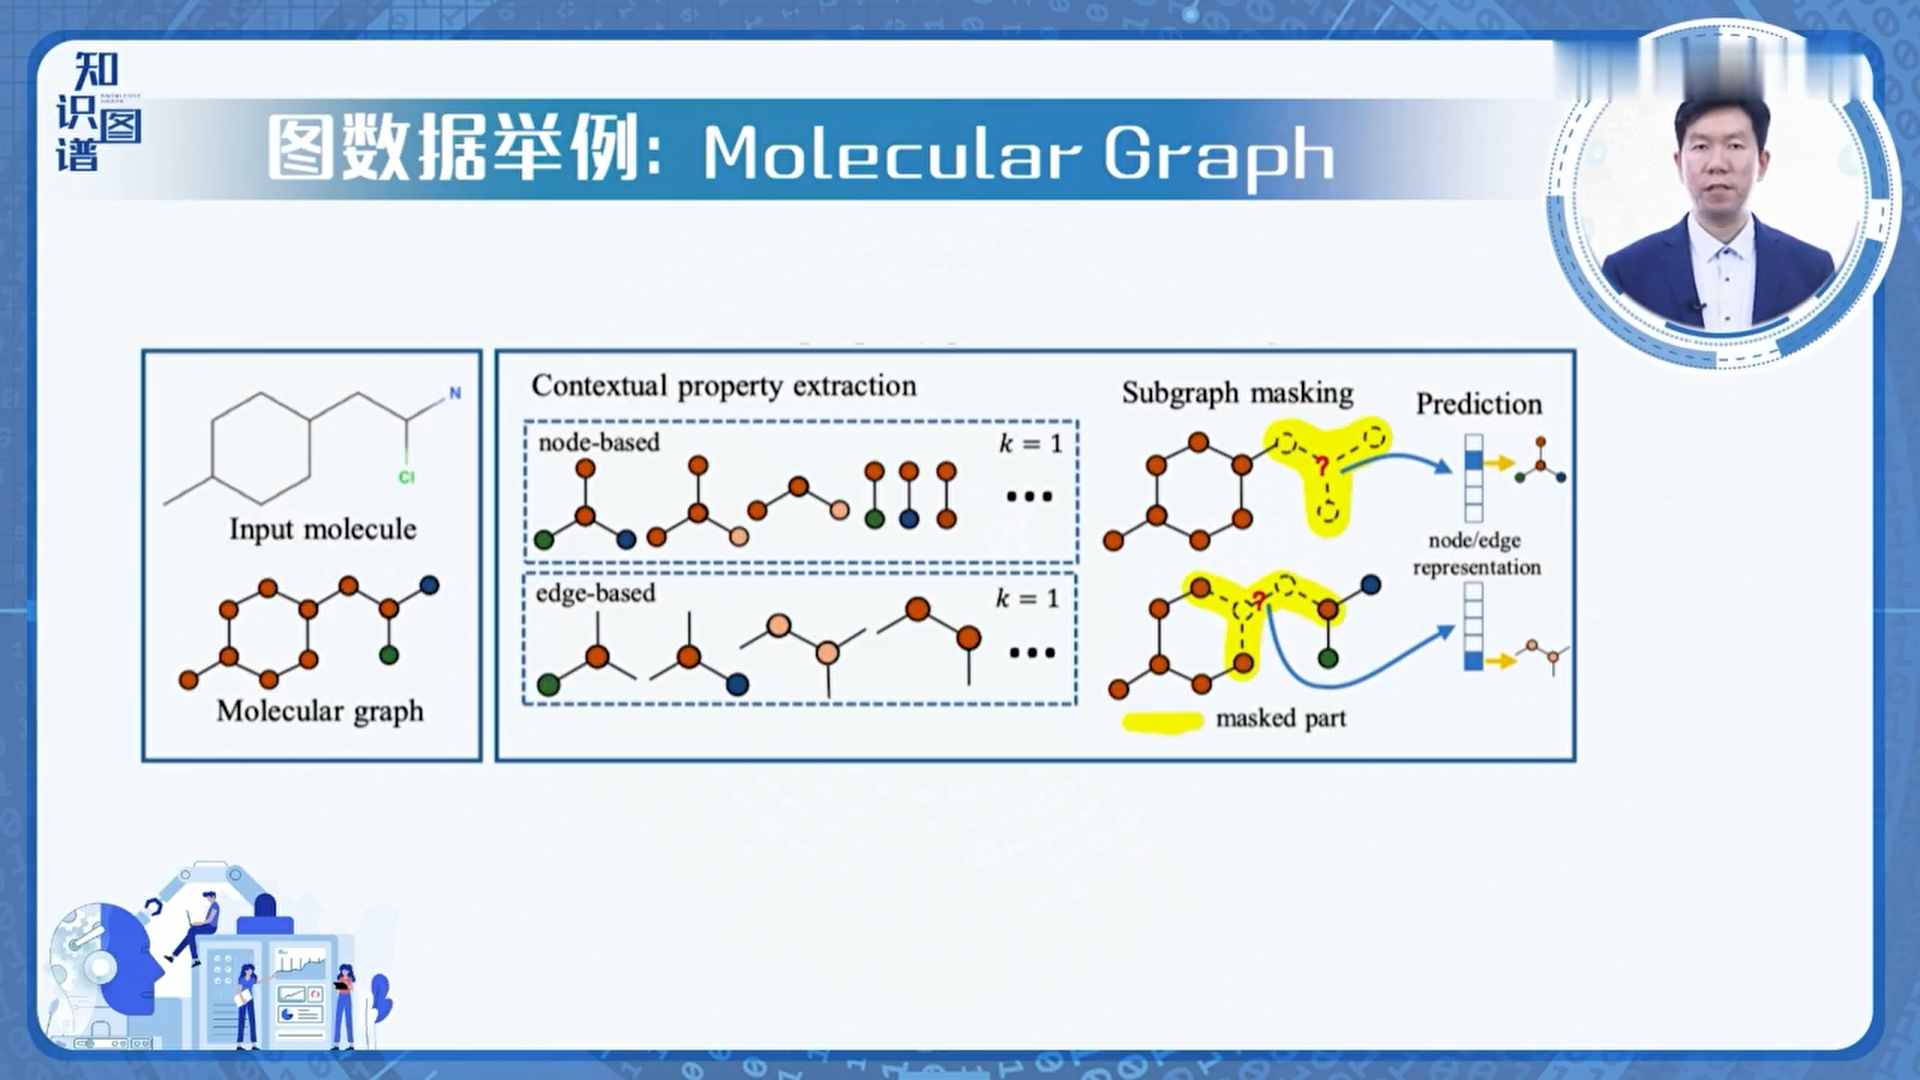 知识图谱
图数据举例: Molecular Graph
N
Cl
Input molecule
Molecular graph
Contextual property extraction
node-based
k = 1
...
edge-based
k = 1
...
Subgraph masking
?
?
masked part
Prediction
node/edge
representation